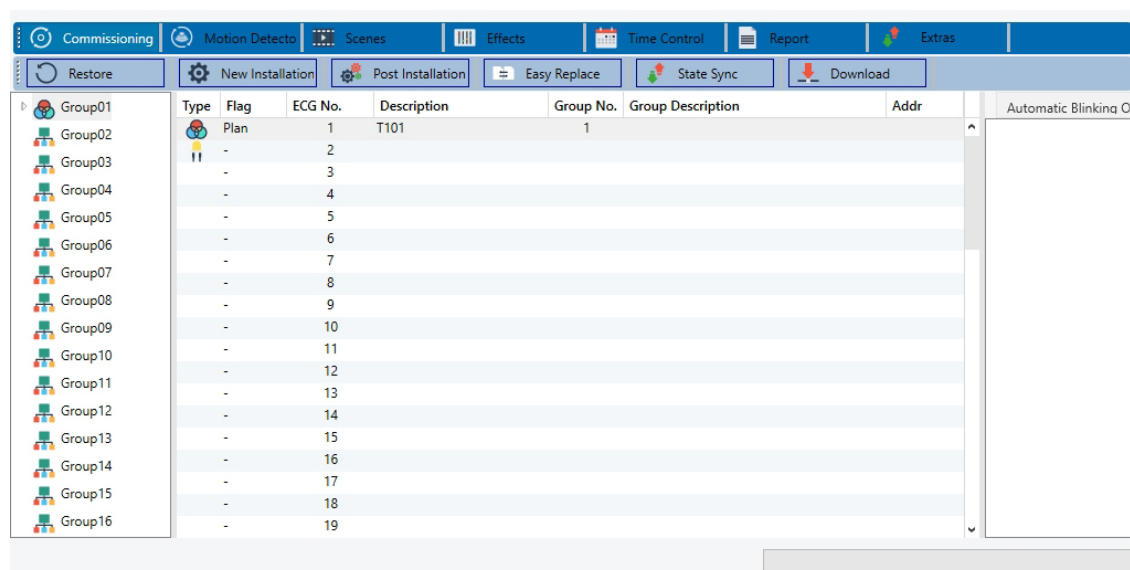 Commissioning Motion Detecto Scenes Effects Time Control Report Extras
Restore New Installation Post Installation Easy Replace State Sync Download
Group01
Group02
Group03
Group04
Group05
Group06
Group07
Group08
Group09
Group10
Group11
Group12
Group13
Group14
Group15
Group16
Type Flag ECG No. Description Group No. Group Description Addr
Plan 1 T101 1
- 2
- 3
- 4
- 5
- 6
- 7
- 8
- 9
- 10
- 11
- 12
- 13
- 14
- 15
- 16
- 17
- 18
- 19
Automatic Blinking O